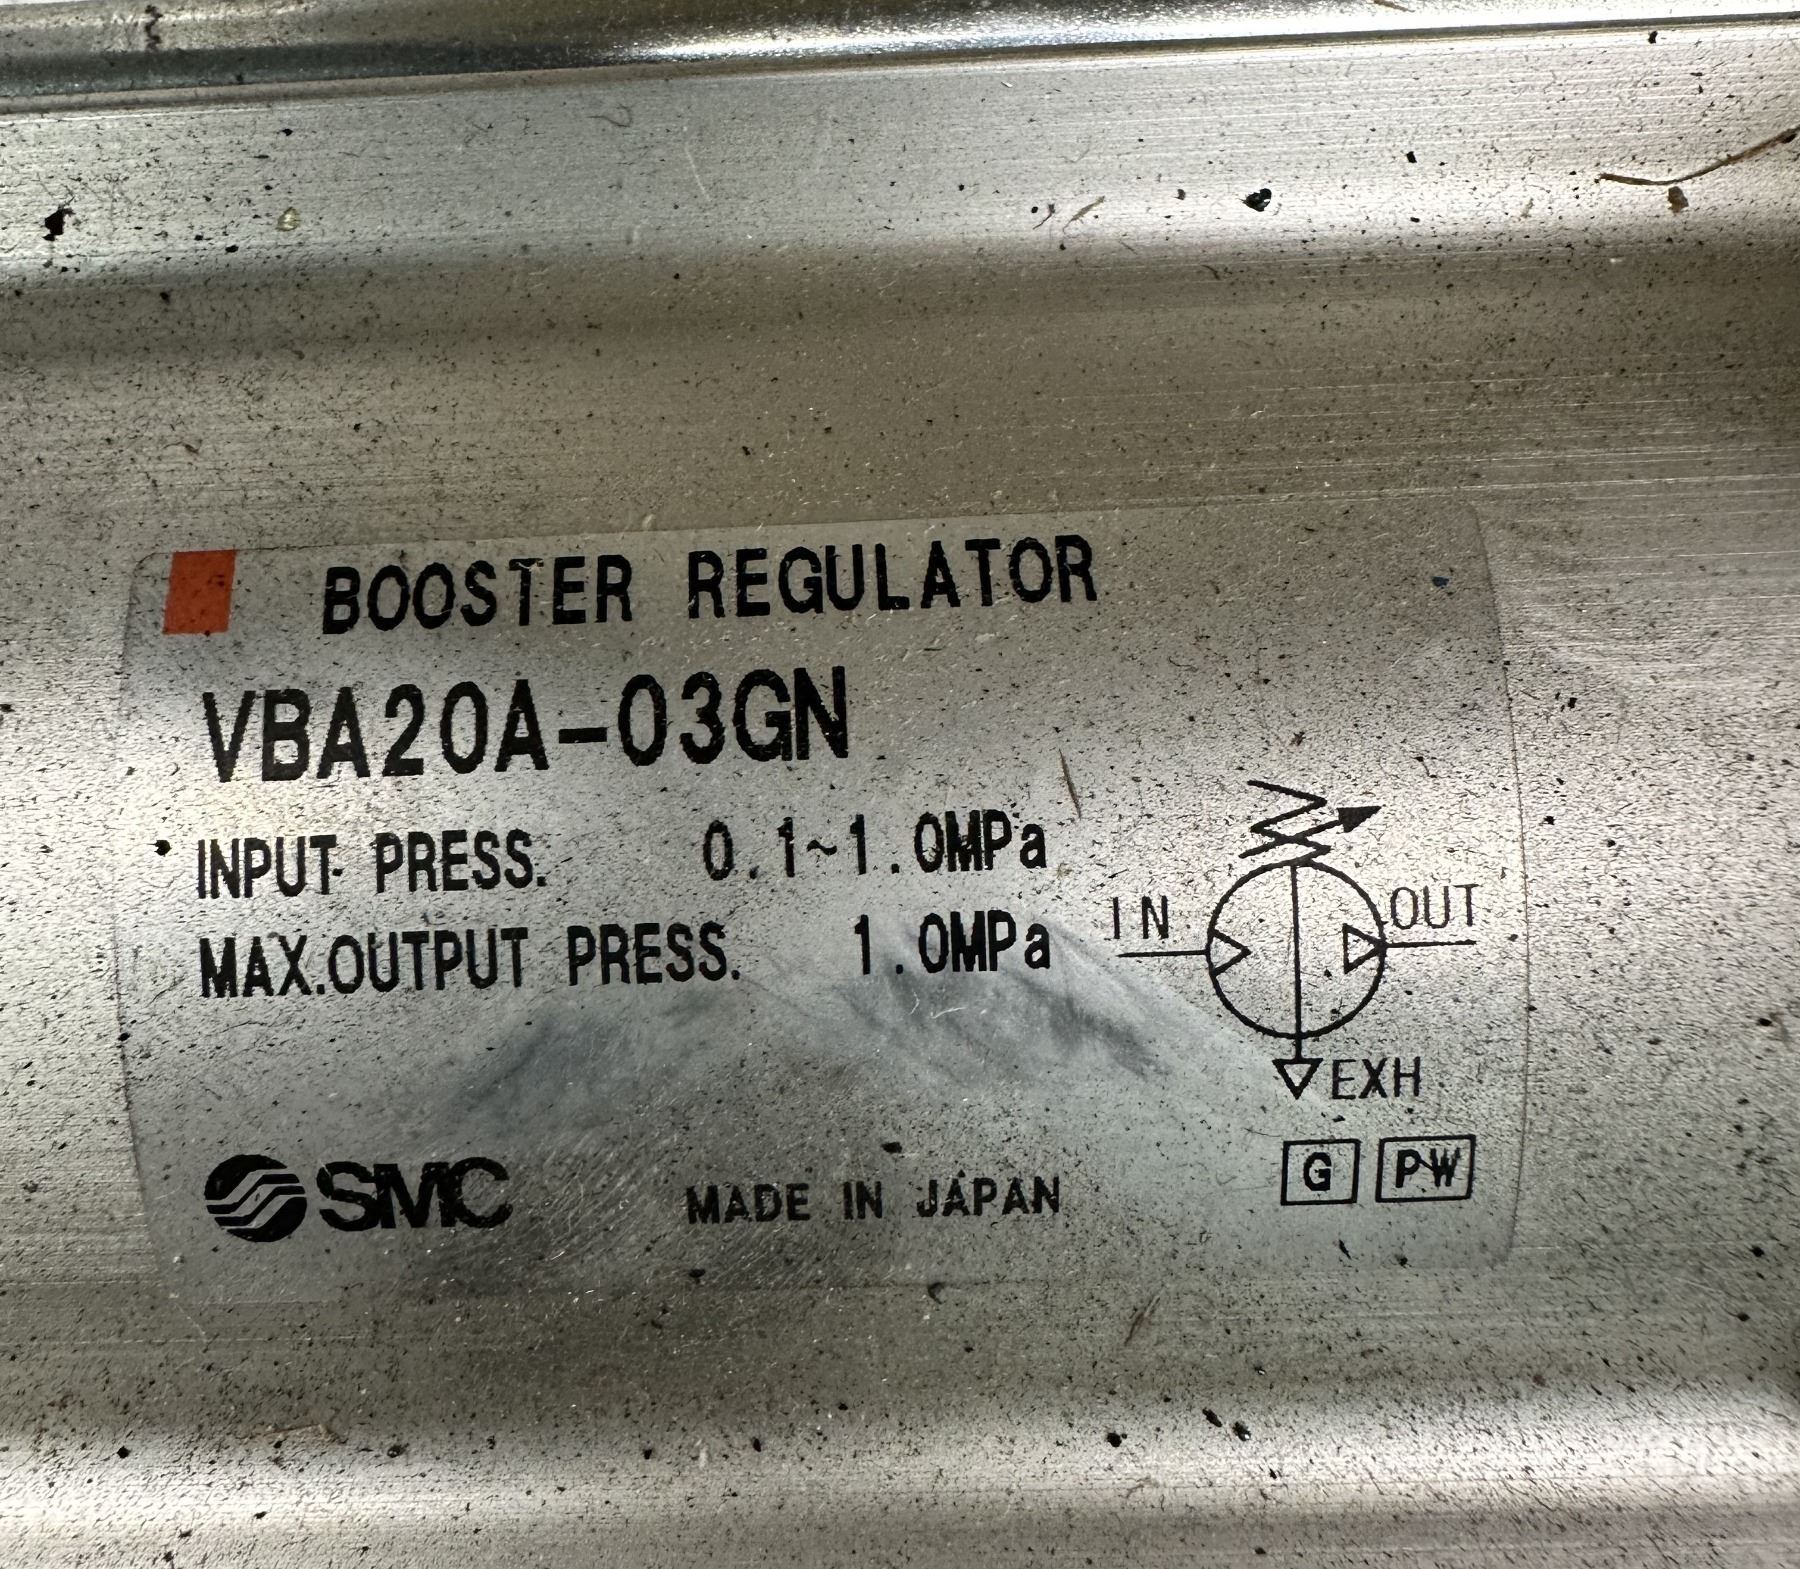 BOOSTER REGULATOR
VBA20A-03GN
INPUT PRESS. 0.1~1.0MPa
MAX.OUTPUT PRESS. 1.0MPa
IN OUT
EXH
SMC MADE IN JAPAN G PW